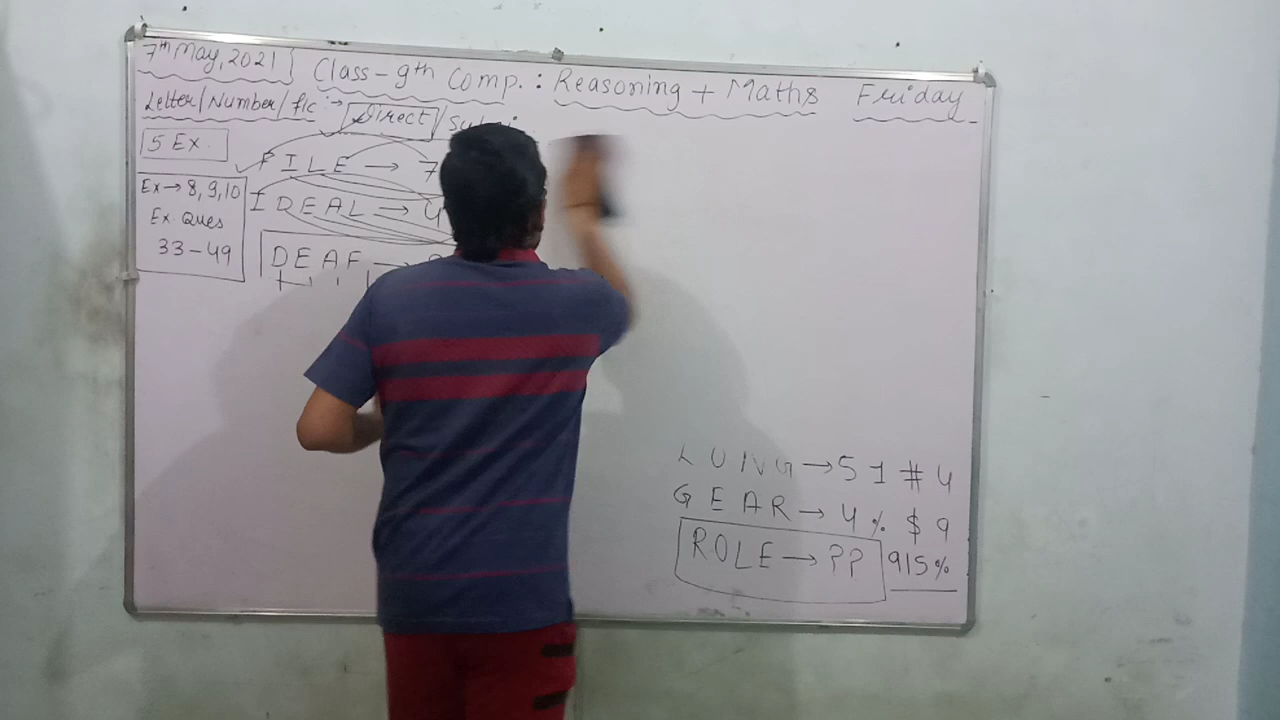 7th May, 2021 Class - 9th Comp. : Reasoning + Maths Friday
Letter/Number/fic :→ Direct/
5 EX.
FILE → 7
Ex → 8, 9, 10
IDEAL → 4
Ex. Ques
33 - 49
DEAF →
LUNG → 5 1 # 4
GEAR → 4 % $ 9
ROLE → ?? 915%